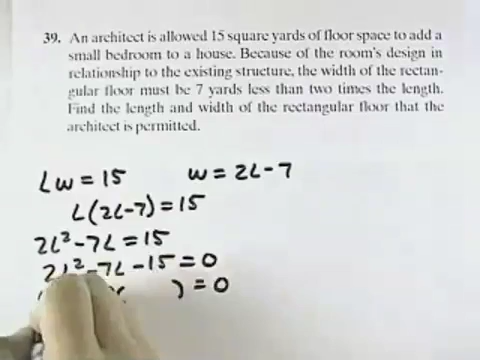 39. An architect is allowed 15 square yards of floor space to add a
small bedroom to a house. Because of the room's design in
relationship to the existing structure, the width of the rectan-
gular floor must be 7 yards less than two times the length.
Find the length and width of the rectangular floor that the
architect is permitted.
LW = 15 W = 2L - 7
L(2L-7) = 15
2L² - 7L = 15
2L² - 7L - 15 = 0
) = 0